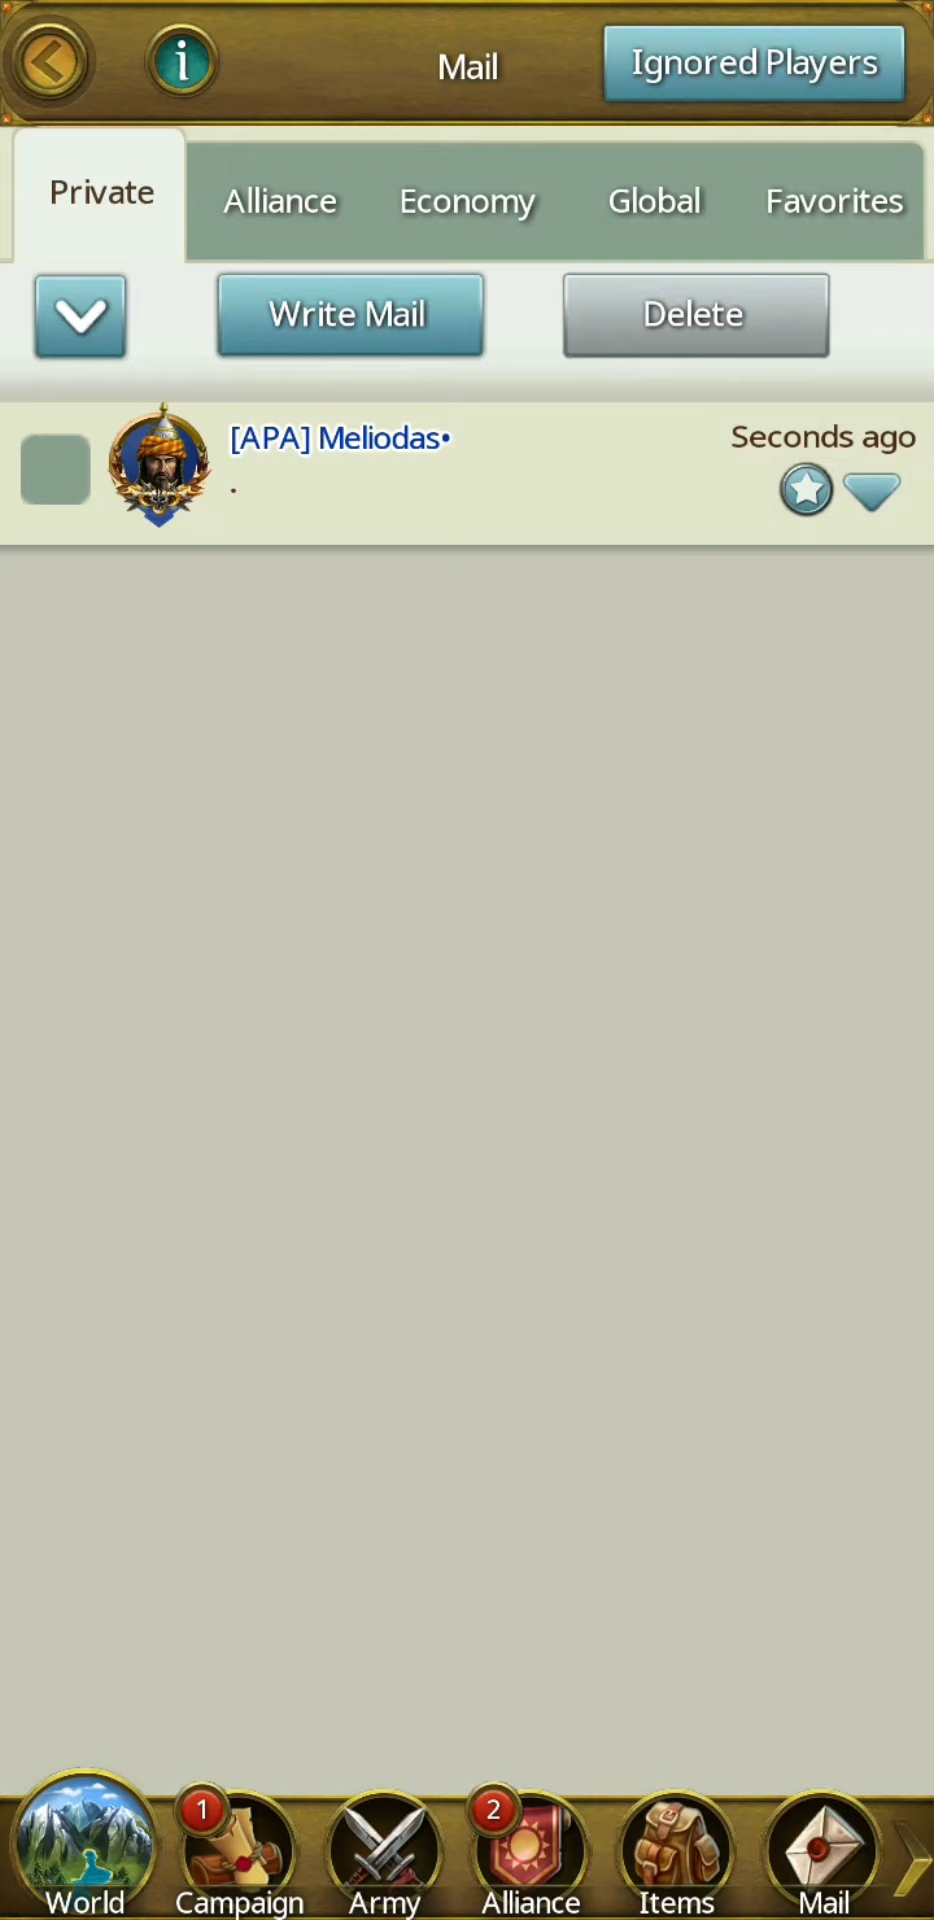 Mail
Ignored Players
Private
Alliance
Economy
Global
Favorites
Write Mail
Delete
[APA] Meliodas•
Seconds ago
.
1
2
World
Campaign
Army
Alliance
Items
Mail